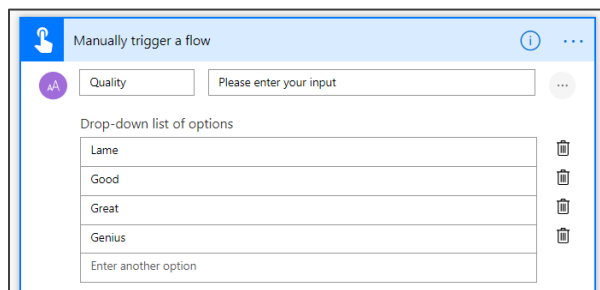 Manually trigger a flow
AA
Quality
Please enter your input
Drop-down list of options
Lame
Good
Great
Genius
Enter another option